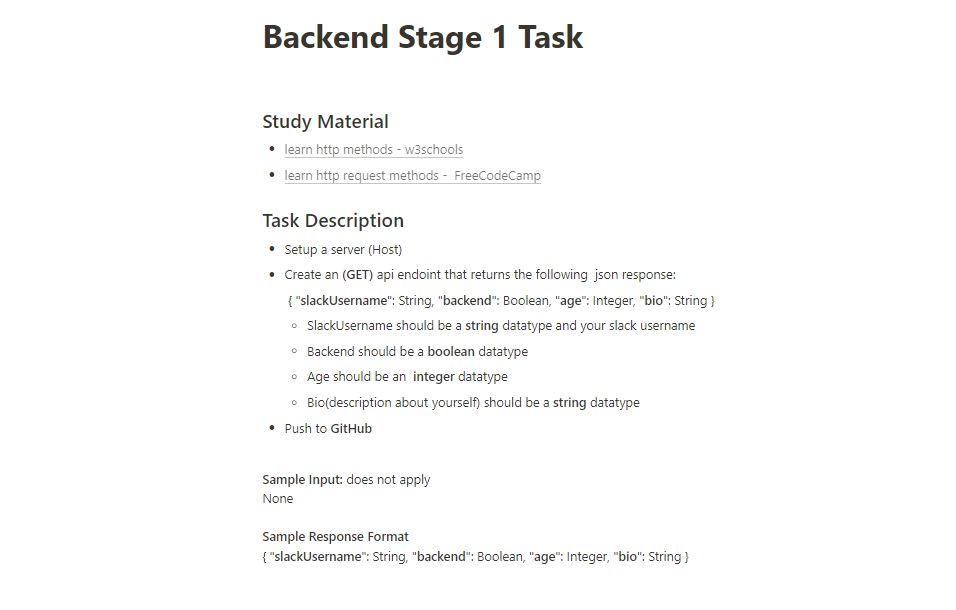 Backend Stage 1 Task
Study Material
• learn http methods - w3schools
• learn http request methods - FreeCodeCamp
Task Description
• Setup a server (Host)
• Create an (GET) api endoint that returns the following json response:
{ "slackUsername": String, "backend": Boolean, "age": Integer, "bio": String }
◦ SlackUsername should be a string datatype and your slack username
◦ Backend should be a boolean datatype
◦ Age should be an integer datatype
◦ Bio(description about yourself) should be a string datatype
• Push to GitHub
Sample Input: does not apply
None
Sample Response Format
{ "slackUsername": String, "backend": Boolean, "age": Integer, "bio": String }